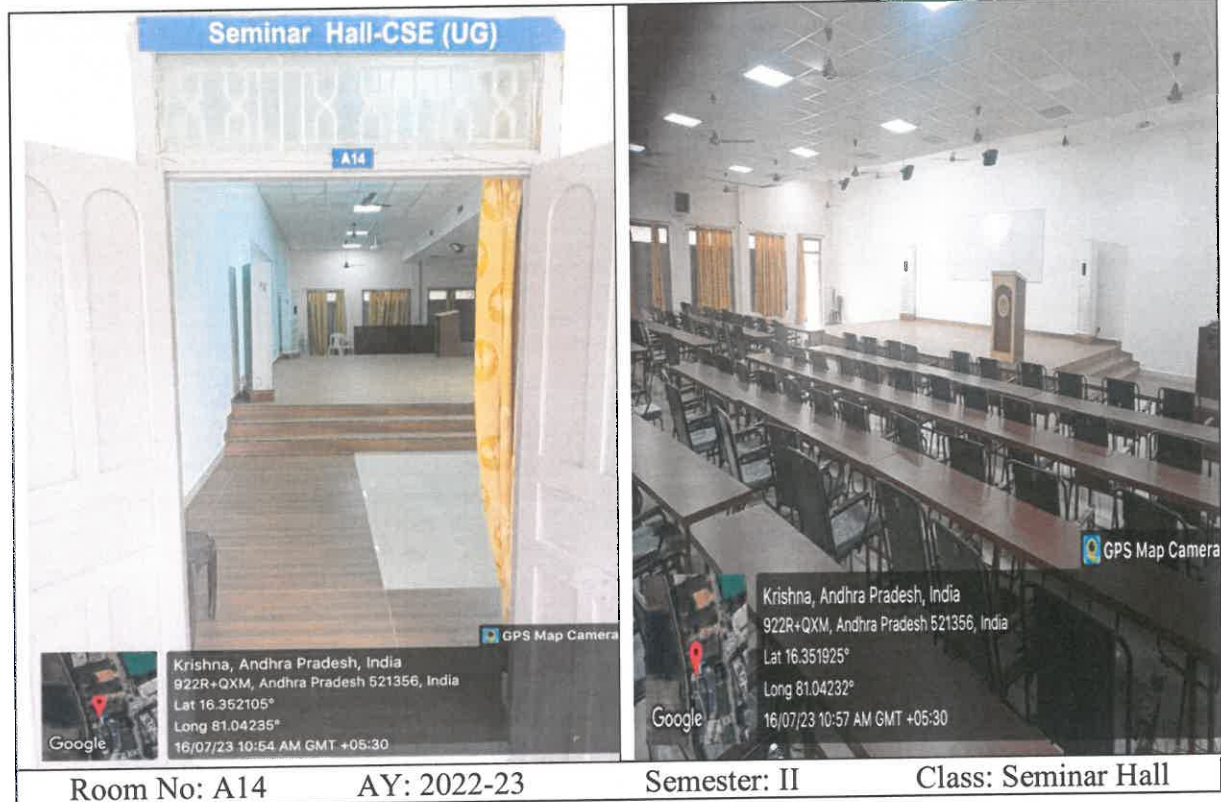 Seminar Hall-CSE (UG)
A14
GPS Map Camera
Krishna, Andhra Pradesh, India
922R+QXM, Andhra Pradesh 521356, India
Lat 16.352105°
Long 81.04235°
16/07/23 10:54 AM GMT +05:30
Google
GPS Map Camera
Krishna, Andhra Pradesh, India
922R+QXM, Andhra Pradesh 521356, India
Lat 16.351925°
Long 81.04232°
16/07/23 10:57 AM GMT +05:30
Google
Room No: A14 AY: 2022-23 Semester: II Class: Seminar Hall